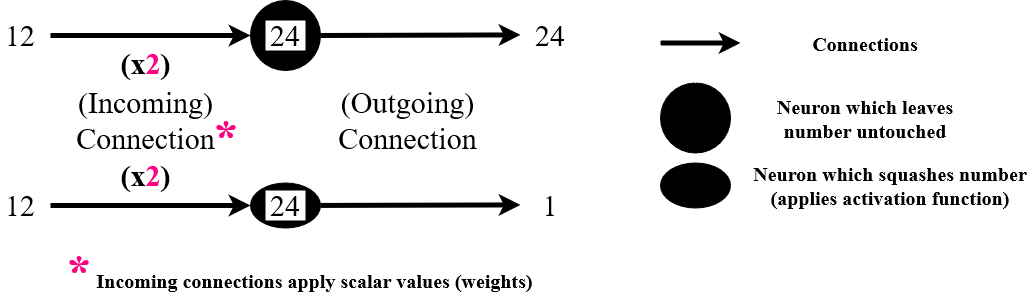 12 24 24
(x2)
(Incoming) (Outgoing)
Connection* Connection
(x2)
12 24 1
* Incoming connections apply scalar values (weights)
Connections
Neuron which leaves
number untouched
Neuron which squashes number
(applies activation function)